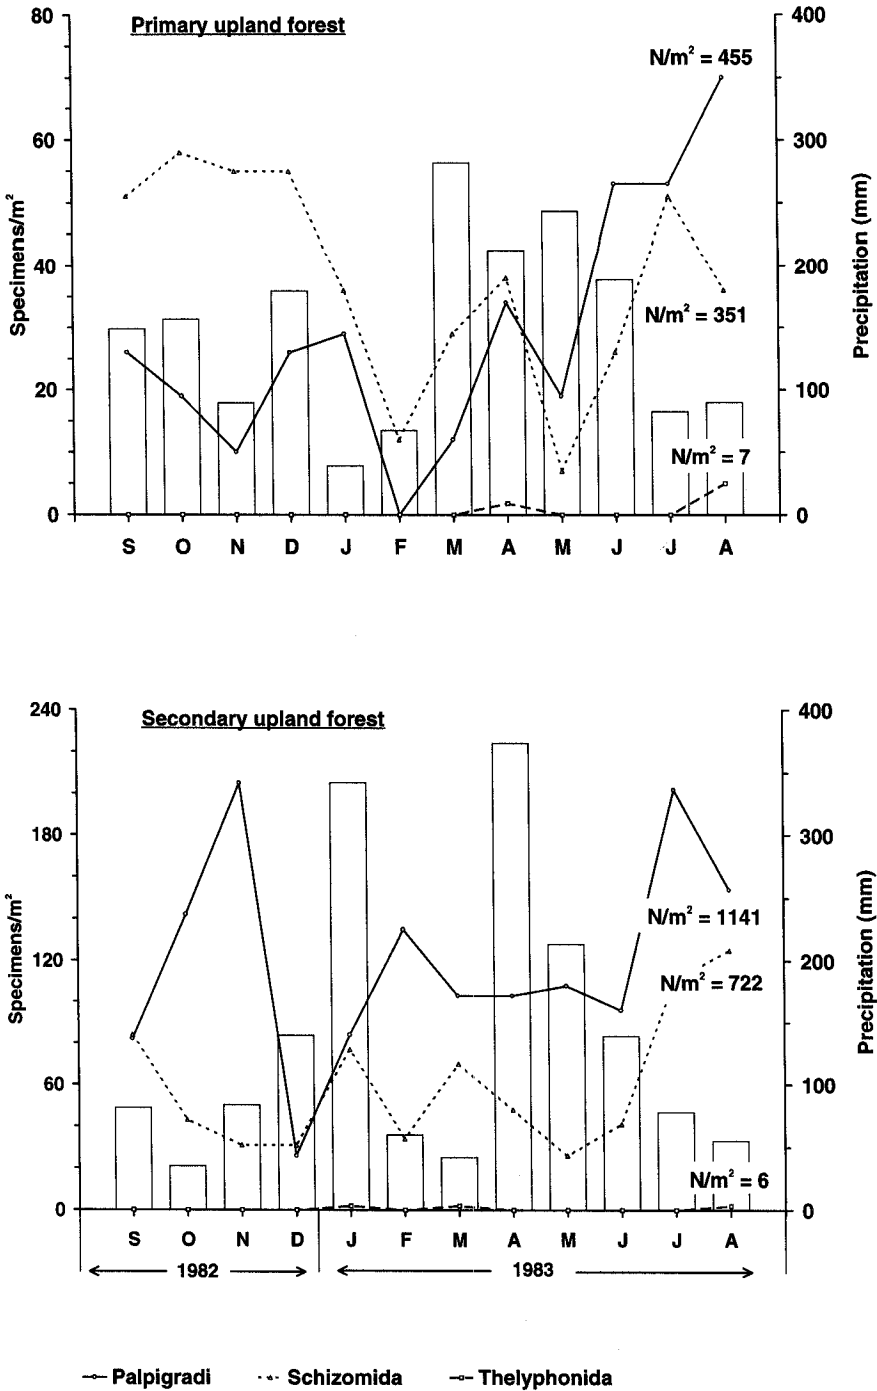 Primary upland forest
80
60
40
20
0
Specimens/m²
400
300
200
100
0
Precipitation (mm)
N/m² = 455
N/m² = 351
N/m² = 7
S O N D J F M A M J J A
Secondary upland forest
240
180
120
60
0
Specimens/m²
400
300
200
100
0
Precipitation (mm)
N/m² = 1141
N/m² = 722
N/m² = 6
S O N D J F M A M J J A
1982 1983
Palpigradi Schizomida Thelyphonida